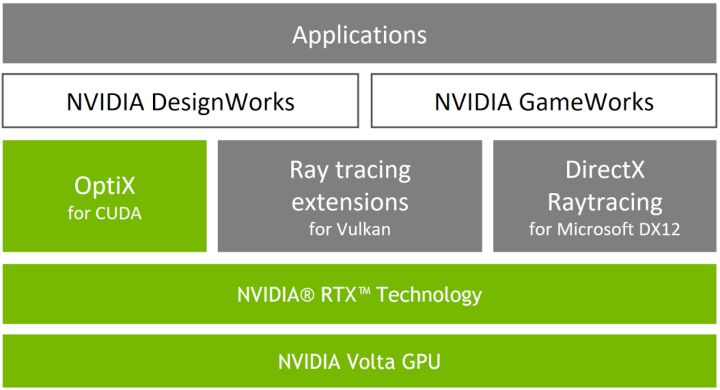 Applications
NVIDIA DesignWorks
NVIDIA GameWorks
OptiX
for CUDA
Ray tracing
extensions
for Vulkan
DirectX
Raytracing
for Microsoft DX12
NVIDIA® RTX™ Technology
NVIDIA Volta GPU